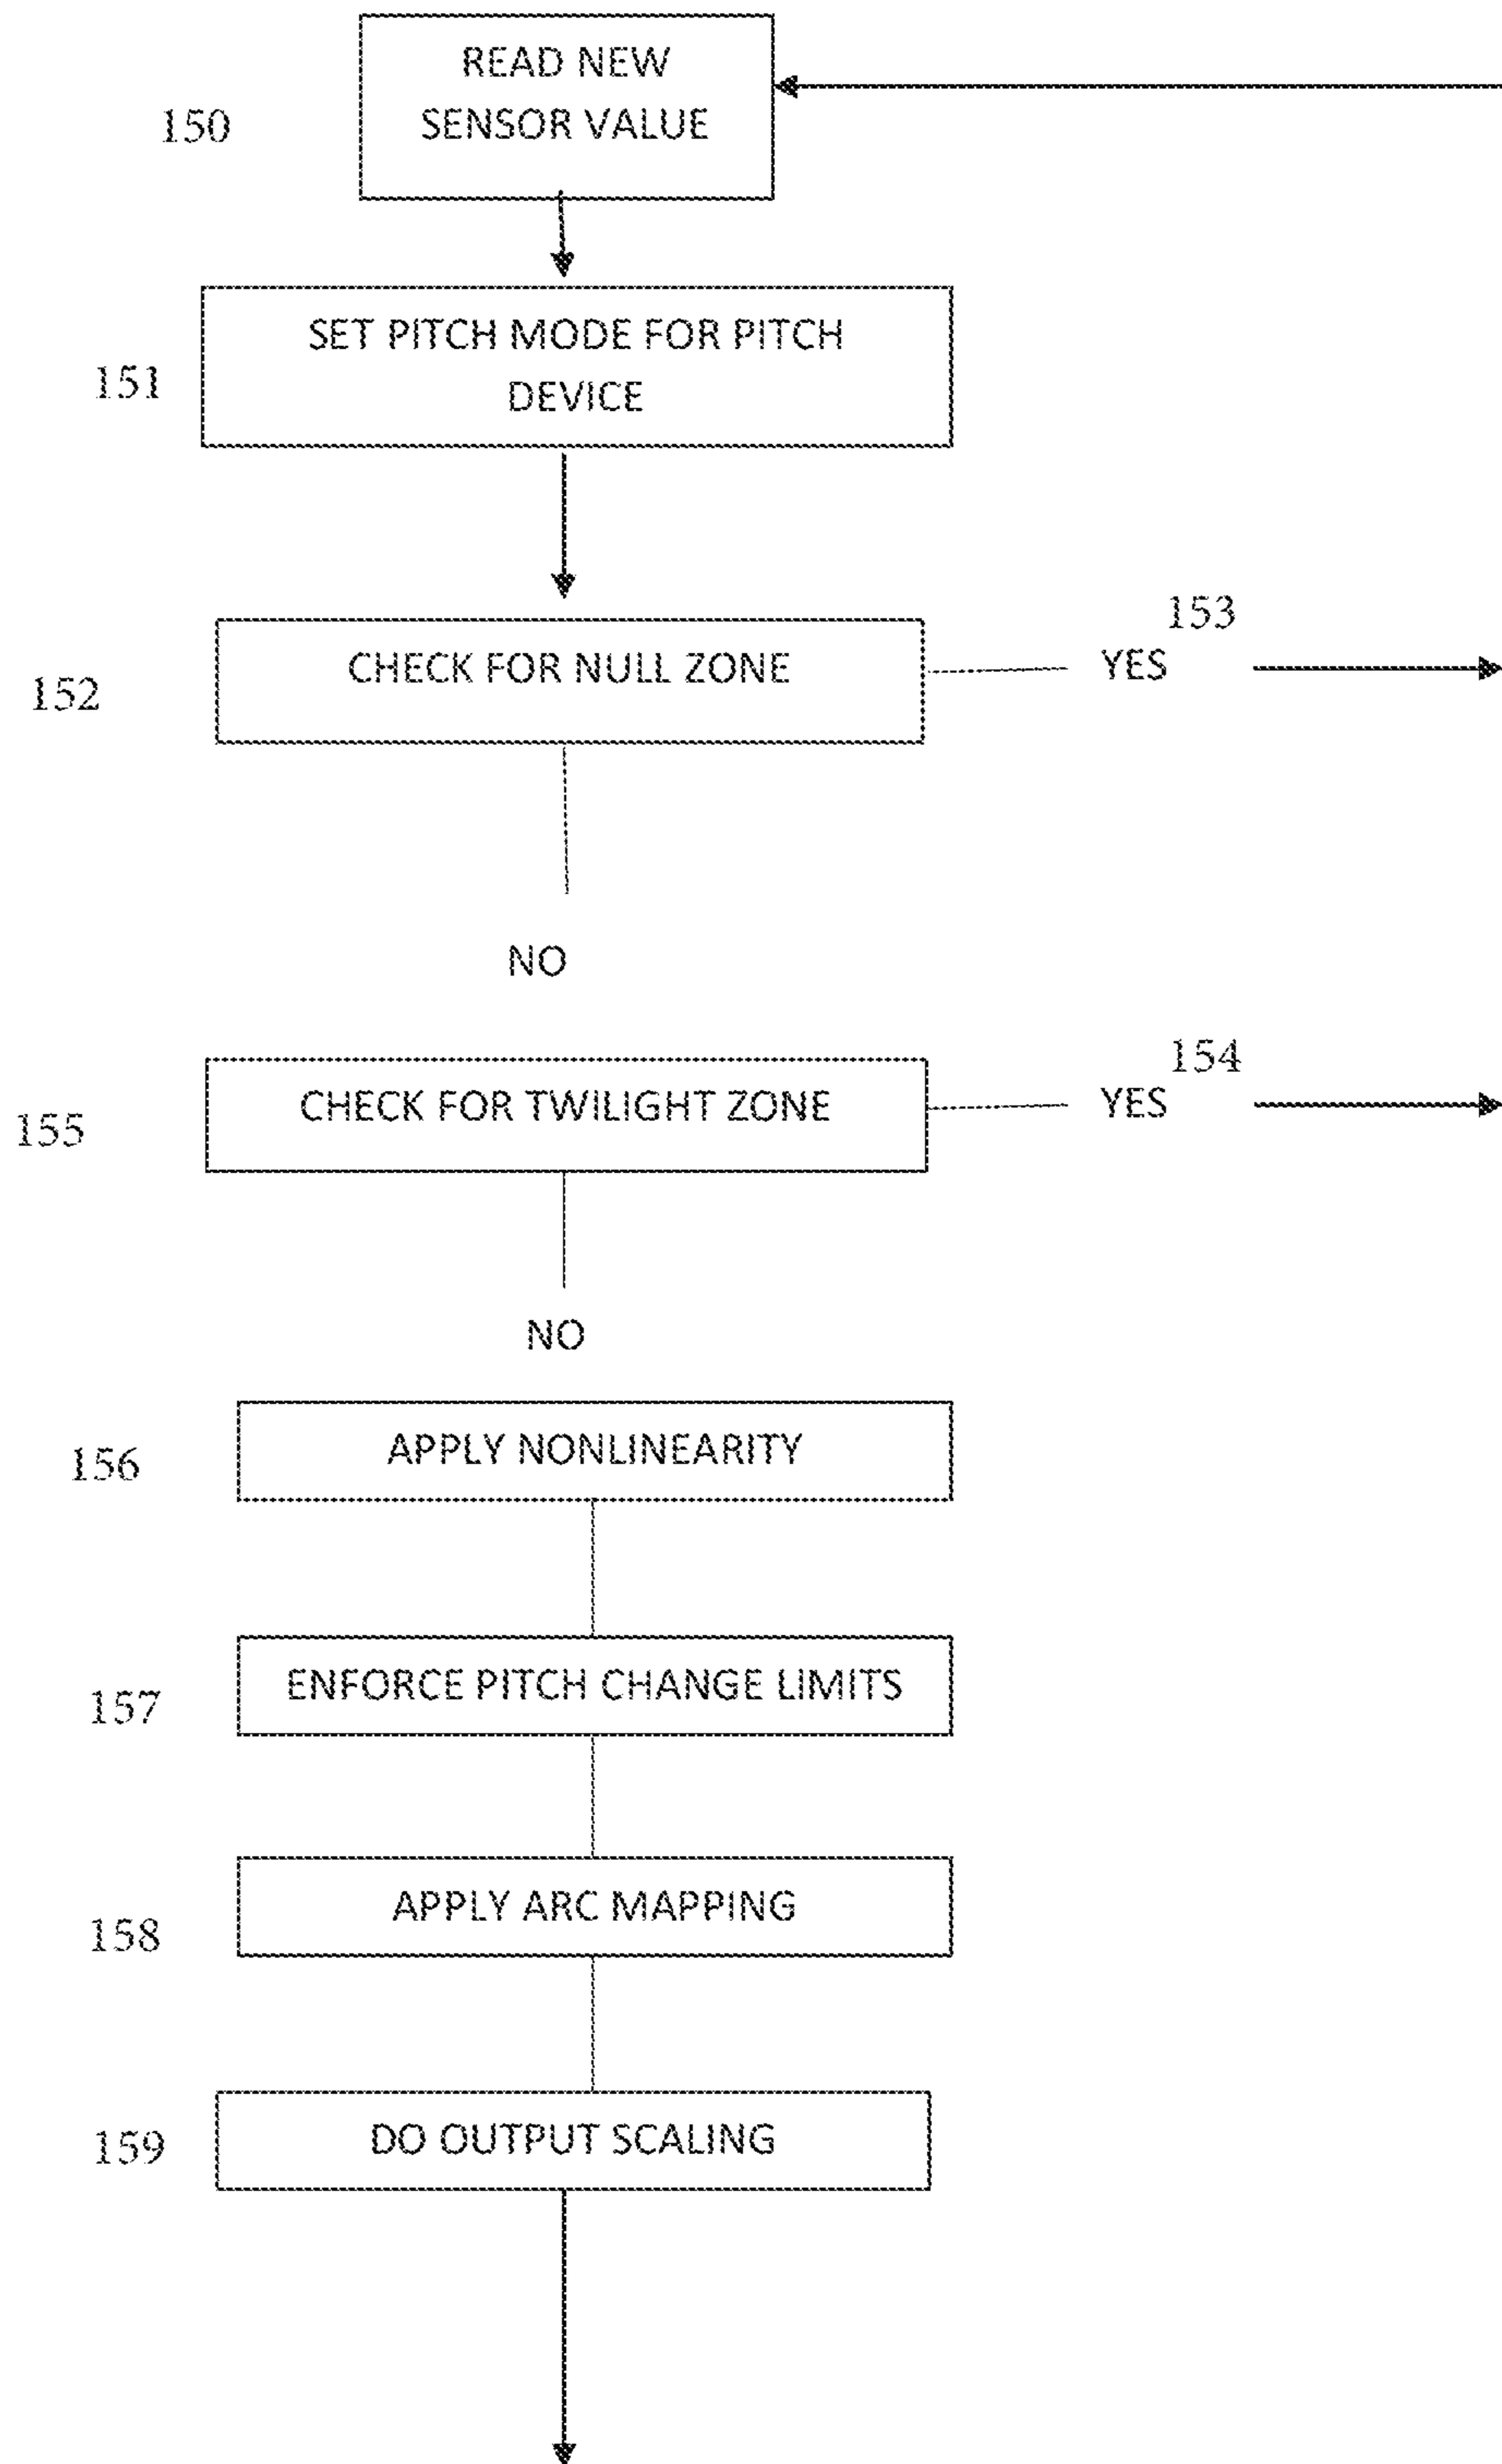 READ NEW
SENSOR VALUE
150
SET PITCH MODE FOR PITCH
DEVICE
151
153
CHECK FOR NULL ZONE
YES
152
NO
154
CHECK FOR TWILIGHT ZONE
YES
155
NO
APPLY NONLINEARITY
156
ENFORCE PITCH CHANGE LIMITS
157
APPLY ARC MAPPING
158
DO OUTPUT SCALING
159